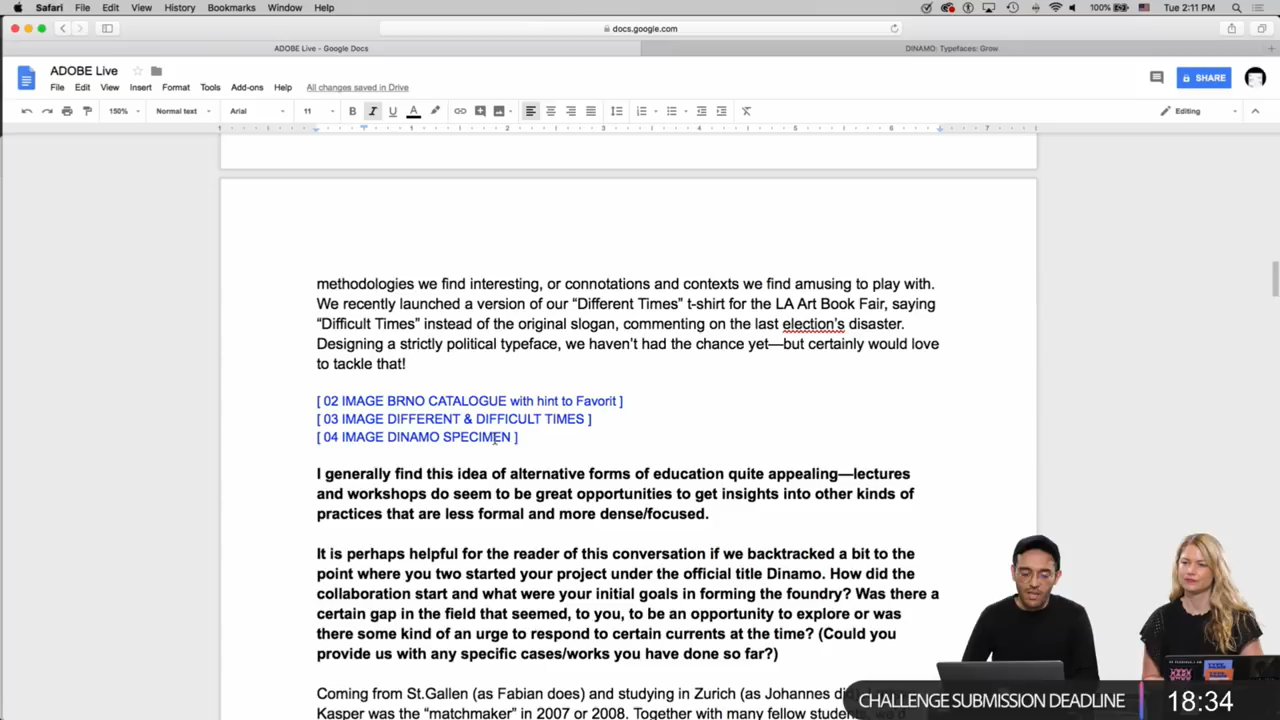 Safari File Edit View History Bookmarks Window Help 100% Tue 2:11 PM
docs.google.com
ADOBE Live - Google Docs DINAMO: Typefaces: Grow
ADOBE Live
File Edit View Insert Format Tools Add-ons Help All changes saved in Drive
SHARE
150% Normal text Arial 11 B I U A Editing
1 1 2 3 4 5 6 7
methodologies we find interesting, or connotations and contexts we find amusing to play with.
We recently launched a version of our “Different Times” t-shirt for the LA Art Book Fair, saying
“Difficult Times” instead of the original slogan, commenting on the last election’s disaster.
Designing a strictly political typeface, we haven’t had the chance yet—but certainly would love
to tackle that!
[ 02 IMAGE BRNO CATALOGUE with hint to Favorit ]
[ 03 IMAGE DIFFERENT & DIFFICULT TIMES ]
[ 04 IMAGE DINAMO SPECIMEN ]
I generally find this idea of alternative forms of education quite appealing—lectures
and workshops do seem to be great opportunities to get insights into other kinds of
practices that are less formal and more dense/focused.
It is perhaps helpful for the reader of this conversation if we backtracked a bit to the
point where you two started your project under the official title Dinamo. How did the
collaboration start and what were your initial goals in forming the foundry? Was there a
certain gap in the field that seemed, to you, to be an opportunity to explore or was
there some kind of an urge to respond to certain currents at the time? (Could you
provide us with any specific cases/works you have done so far?)
Coming from St.Gallen (as Fabian does) and studying in Zurich (as Johannes
Kasper was the “matchmaker” in 2007 or 2008. Together with many fellow
CHALLENGE SUBMISSION DEADLINE 18:34